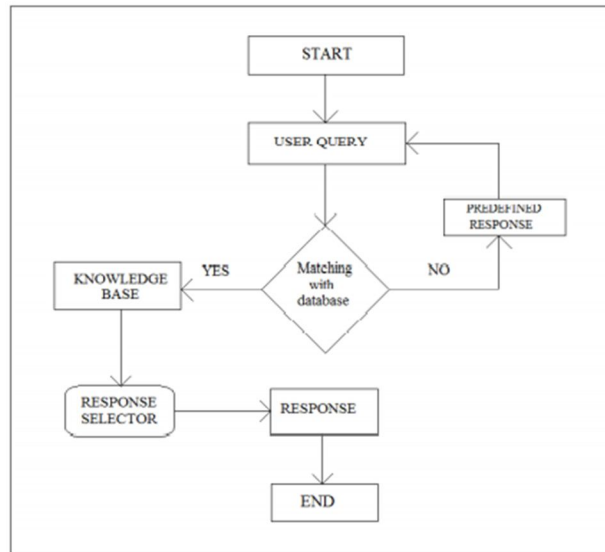 START
USER QUERY
PREDEFINED
RESPONSE
Matching
with
database
YES
NO
KNOWLEDGE
BASE
RESPONSE
SELECTOR
RESPONSE
END